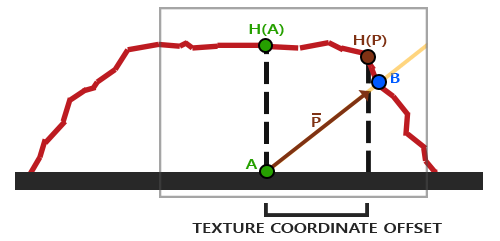 H(A)
H(P)
B
P̅
A
TEXTURE COORDINATE OFFSET